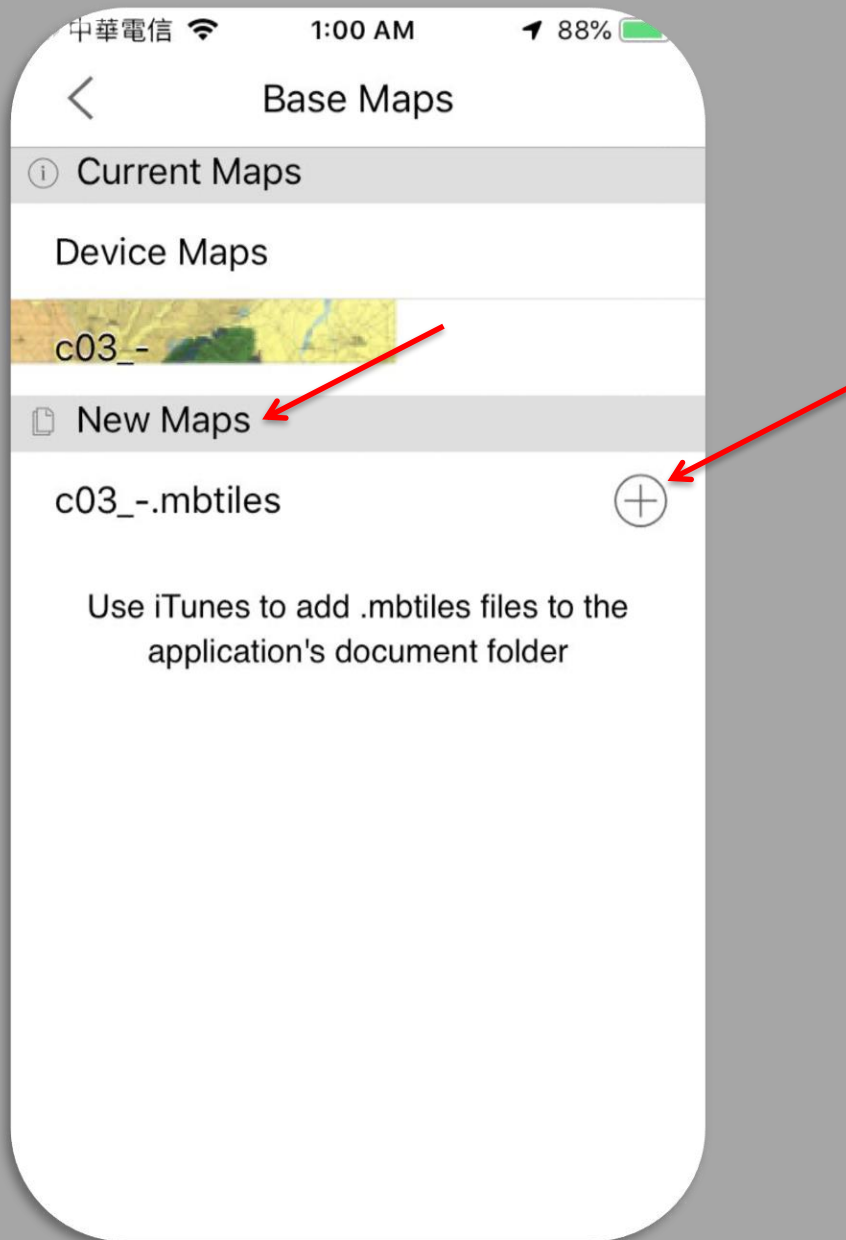 中華電信 1:00 AM 88%
Base Maps
Current Maps
Device Maps
c03_-
New Maps
c03_-.mbtiles
Use iTunes to add .mbtiles files to the
application's document folder